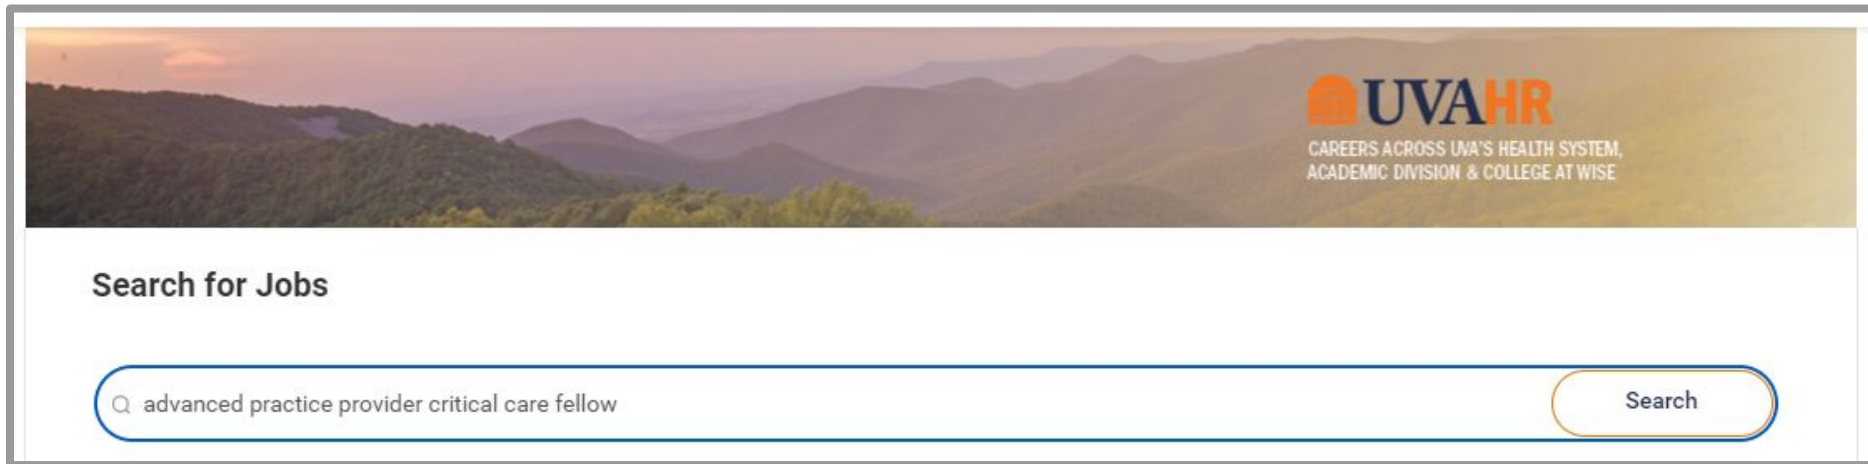 UVAHR
CAREERS ACROSS UVA'S HEALTH SYSTEM,
ACADEMIC DIVISION & COLLEGE AT WISE
Search for Jobs
advanced practice provider critical care fellow
Search